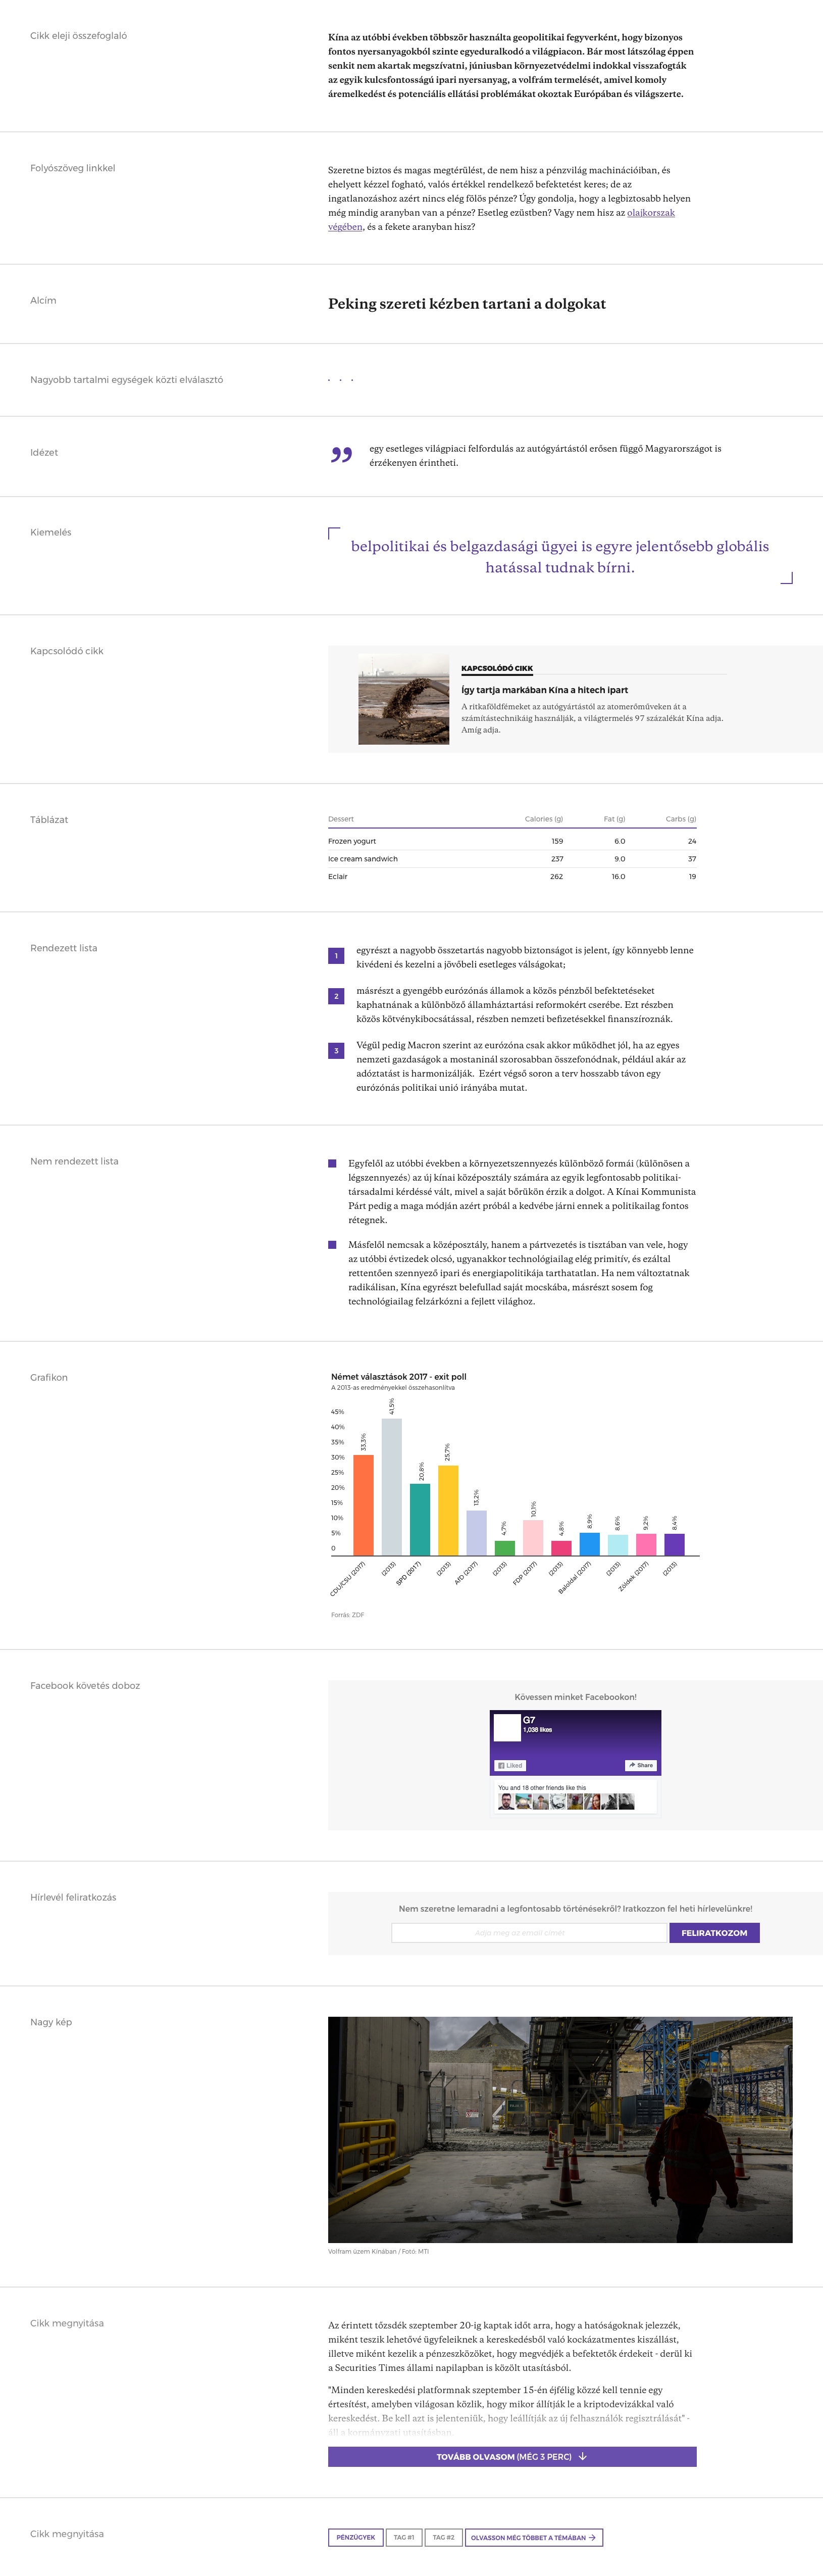 Cikk eleji összefoglaló
Kína az utóbbi években többször használta geopolitikai fegyverként, hogy bizonyos
fontos nyersanyagokból szinte egyeduralkodó a világpiacon. Bár most látszólag éppen
senkit nem akartak megszívatni, júniusban környezetvédelmi indokkal visszafogták
az egyik kulcsfontosságú ipari nyersanyag, a volfrám termelését, amivel komoly
áremelkedést és potenciális ellátási problémákat okoztak Európában és világszerte.
Folyószöveg linkkel
Szeretne biztos és magas megtérülést, de nem hisz a pénzvilág machinációiban, és
ehelyett kézzel fogható, valós értékkel rendelkező befektetést keres; de az
ingatlanozáshoz azért nincs elég fölös pénze? Úgy gondolja, hogy a legbiztosabb helyen
még mindig aranyban van a pénze? Esetleg ezüstben? Vagy nem hisz az olajkorszak
végében, és a fekete aranyban hisz?
Alcím
Peking szereti kézben tartani a dolgokat
Nagyobb tartalmi egységek közti elválasztó
. . .
Idézet
” egy esetleges világpiaci felfordulás az autógyártástól erősen függő Magyarországot is
érzékenyen érintheti.
Kiemelés
belpolitikai és belgazdasági ügyei is egyre jelentősebb globális
hatással tudnak bírni.
Kapcsolódó cikk
KAPCSOLÓDÓ CIKK
Így tartja markában Kína a hitech ipart
A ritkaföldfémeket az autógyártástól az atomerőműveken át a
számítástechnikáig használják, a világtermelés 97 százalékát Kína adja.
Amíg adja.
Táblázat
Dessert Calories (g) Fat (g) Carbs (g)
Frozen yogurt 159 6.0 24
Ice cream sandwich 237 9.0 37
Eclair 262 16.0 19
Rendezett lista
1 egyrészt a nagyobb összetartás nagyobb biztonságot is jelent, így könnyebb lenne
kivédeni és kezelni a jövőbeli esetleges válságokat;
2 másrészt a gyengébb eurózónás államok a közös pénzből befektetéseket
kaphatnának a különböző államháztartási reformokért cserébe. Ezt részben
közös kötvénykibocsátással, részben nemzeti befizetésekkel finanszíroznák.
3 Végül pedig Macron szerint az eurózóna csak akkor működhet jól, ha az egyes
nemzeti gazdaságok a mostaninál szorosabban összefonódnak, például akár az
adóztatást is harmonizálják. Ezért végső soron a terv hosszabb távon egy
eurózónás politikai unió irányába mutat.
Nem rendezett lista
Egyfelől az utóbbi években a környezetszennyezés különböző formái (különösen a
légszennyezés) az új kínai középosztály számára az egyik legfontosabb politikai-
társadalmi kérdéssé vált, mivel a saját bőrükön érzik a dolgot. A Kínai Kommunista
Párt pedig a maga módján azért próbál a kedvébe járni ennek a politikailag fontos
rétegnek.
Másfelől nemcsak a középosztály, hanem a pártvezetés is tisztában van vele, hogy
az utóbbi évtizedek olcsó, ugyanakkor technológiailag elég primitív, és ezáltal
rettentően szennyező ipari és energiapolitikája tarthatatlan. Ha nem változtatnak
radikálisan, Kína egyrészt belefullad saját mocskába, másrészt sosem fog
technológiailag felzárkózni a fejlett világhoz.
Grafikon
Német választások 2017 - exit poll
A 2013-as eredményekkel összehasonlítva
45%
40%
35%
30%
25%
20%
15%
10%
5%
0
33,3% 41,5% 20,8% 25,7% 13,2% 4,7% 10,1% 4,8% 8,9% 8,6% 9,2% 8,4%
CDU/CSU (2017) (2013) SPD (2017) (2013) AfD (2017) (2013) FDP (2017) (2013) Baloldal (2017) (2013) Zöldek (2017) (2013)
Forrás: ZDF
Facebook követés doboz
Kövessen minket Facebookon!
G7
1,038 likes
Liked Share
You and 18 other friends like this
Hírlevél feliratkozás
Nem szeretne lemaradni a legfontosabb történésekről? Iratkozzon fel heti hírlevelünkre!
Adja meg az email címét FELIRATKOZOM
Nagy kép
Volfram üzem Kínában / Fotó: MTI
Cikk megnyitása
Az érintett tőzsdék szeptember 20-ig kaptak időt arra, hogy a hatóságoknak jelezzék,
miként teszik lehetővé ügyfeleiknek a kereskedésből való kockázatmentes kiszállást,
illetve miként kezelik a pénzeszközöket, hogy megvédjék a befektetők érdekeit - derül ki
a Securities Times állami napilapban is közölt utasításból.
"Minden kereskedési platformnak szeptember 15-én éjfélig közzé kell tennie egy
értesítést, amelyben világosan közlik, hogy mikor állítják le a kriptodevizákkal való
kereskedést. Be kell azt is jelenteniük, hogy leállítják az új felhasználók regisztrálását" -
áll a kormányzati utasításban.
TOVÁBB OLVASOM (MÉG 3 PERC)
Cikk megnyitása
PÉNZÜGYEK TAG #1 TAG #2 OLVASSON MÉG TÖBBET A TÉMÁBAN